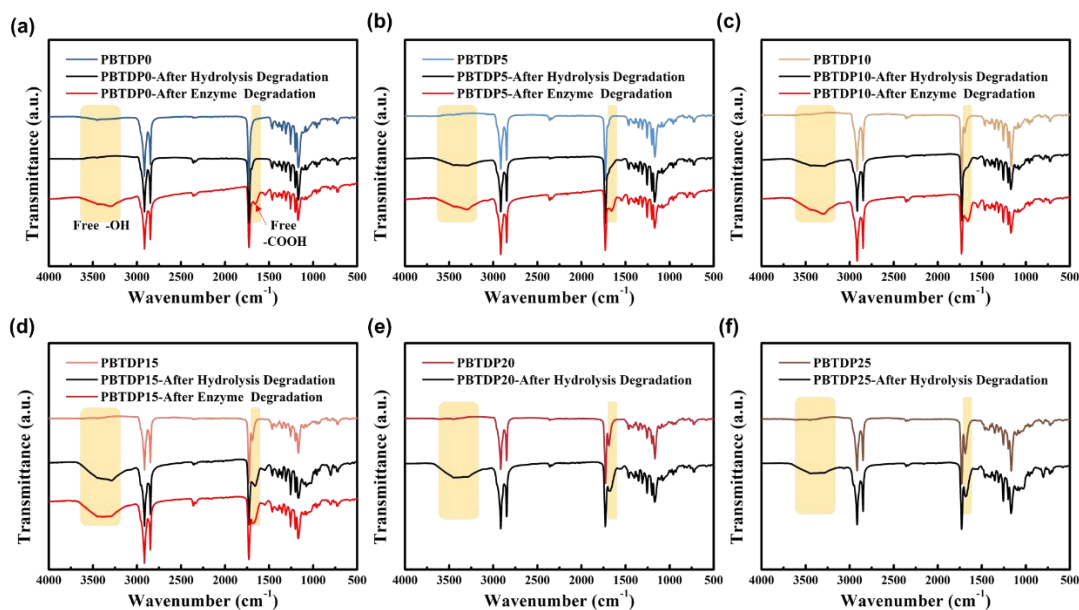 (a)
PBTDP0
PBTDP0-After Hydrolysis Degradation
PBTDP0-After Enzyme Degradation
Free -OH
Free
-COOH
Transmittance (a.u.)
4000 3500 3000 2500 2000 1500 1000 500
Wavenumber (cm⁻¹)
(b)
PBTDP5
PBTDP5-After Hydrolysis Degradation
PBTDP5-After Enzyme Degradation
Transmittance (a.u.)
4000 3500 3000 2500 2000 1500 1000 500
Wavenumber (cm⁻¹)
(c)
PBTDP10
PBTDP10-After Hydrolysis Degradation
PBTDP10-After Enzyme Degradation
Transmittance (a.u.)
4000 3500 3000 2500 2000 1500 1000 500
Wavenumber (cm⁻¹)
(d)
PBTDP15
PBTDP15-After Hydrolysis Degradation
PBTDP15-After Enzyme Degradation
Transmittance (a.u.)
4000 3500 3000 2500 2000 1500 1000 500
Wavenumber (cm⁻¹)
(e)
PBTDP20
PBTDP20-After Hydrolysis Degradation
Transmittance (a.u.)
4000 3500 3000 2500 2000 1500 1000 500
Wavenumber (cm⁻¹)
(f)
PBTDP25
PBTDP25-After Hydrolysis Degradation
Transmittance (a.u.)
4000 3500 3000 2500 2000 1500 1000 500
Wavenumber (cm⁻¹)